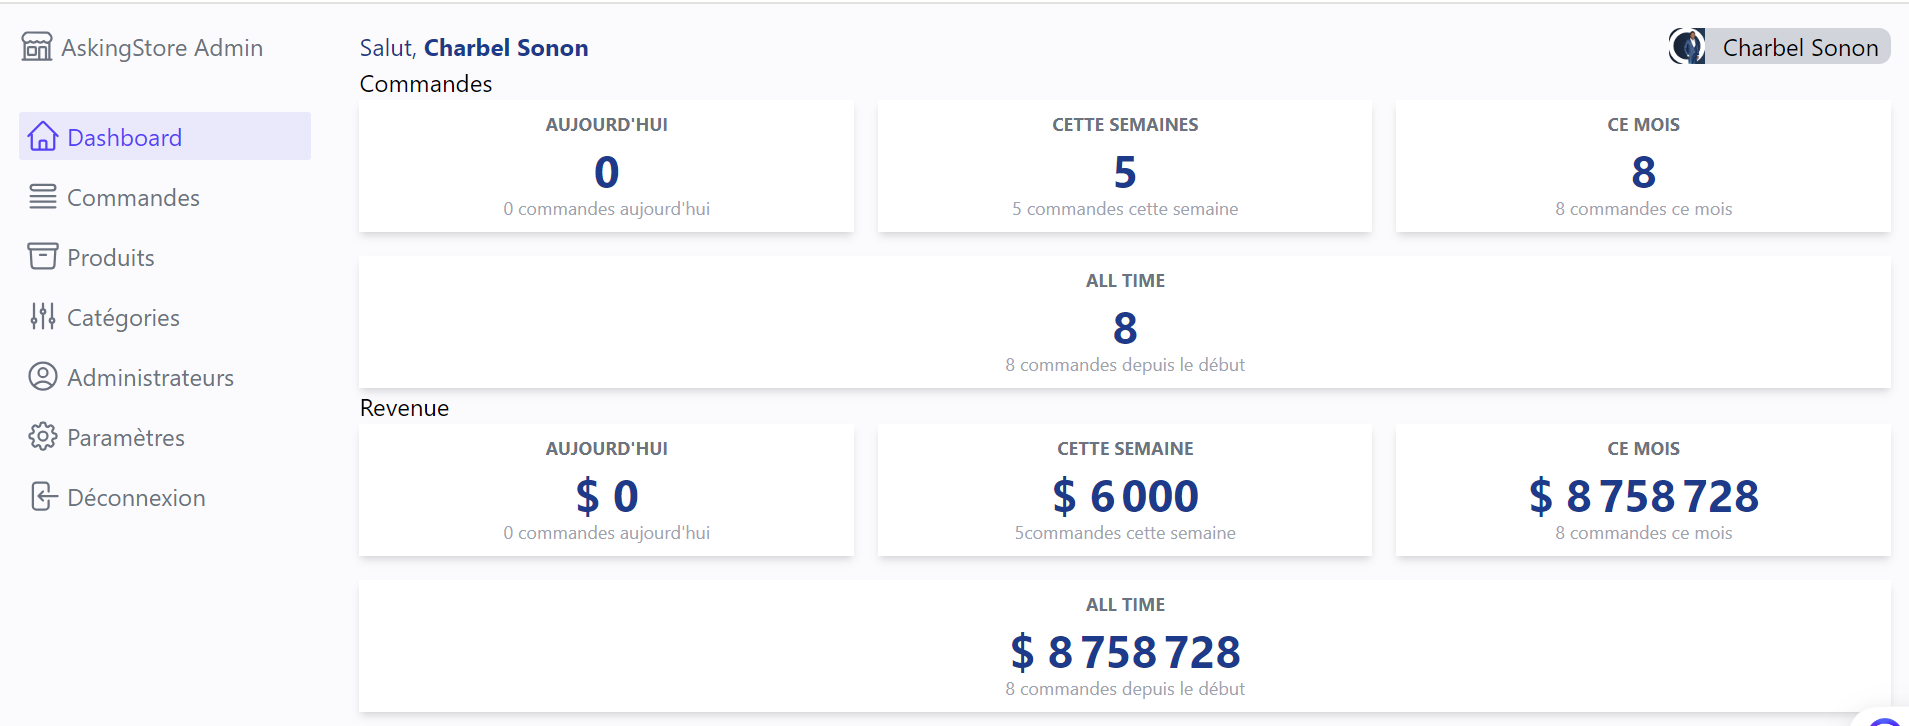 AskingStore Admin
Dashboard
Commandes
Produits
Catégories
Administrateurs
Paramètres
Déconnexion
Salut, Charbel Sonon
Charbel Sonon
Commandes
AUJOURD'HUI
0
0 commandes aujourd'hui
CETTE SEMAINES
5
5 commandes cette semaine
CE MOIS
8
8 commandes ce mois
ALL TIME
8
8 commandes depuis le début
Revenue
AUJOURD'HUI
$ 0
0 commandes aujourd'hui
CETTE SEMAINE
$ 6 000
5commandes cette semaine
CE MOIS
$ 8 758 728
8 commandes ce mois
ALL TIME
$ 8 758 728
8 commandes depuis le début